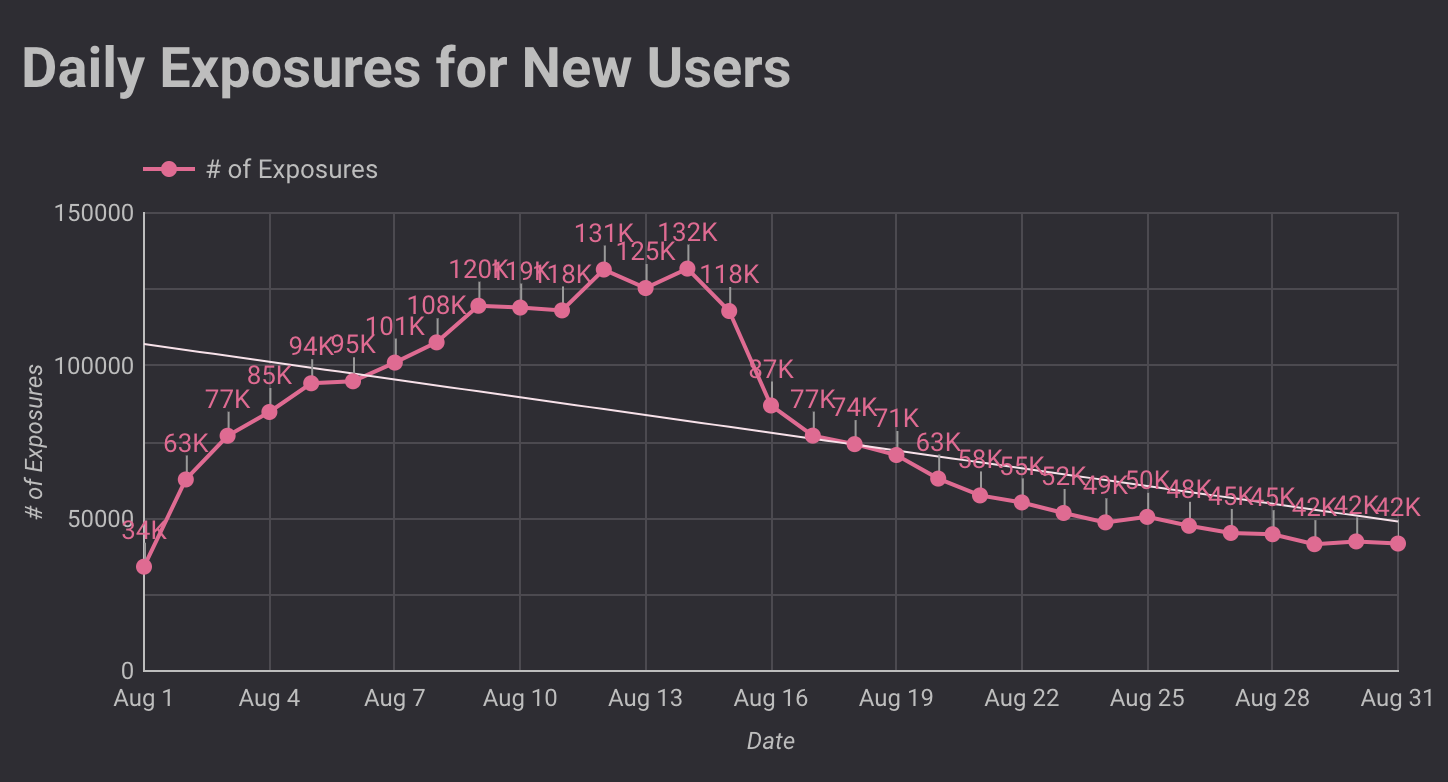 Daily Exposures for New Users
# of Exposures
150000
100000
50000
0
# of Exposures
34K
63K
77K
85K
94K
95K
101K
108K
120K
119K
118K
131K
125K
132K
118K
87K
77K
74K
71K
63K
58K
55K
52K
49K
50K
48K
45K
45K
42K
42K
42K
Aug 1 Aug 4 Aug 7 Aug 10 Aug 13 Aug 16 Aug 19 Aug 22 Aug 25 Aug 28 Aug 31
Date